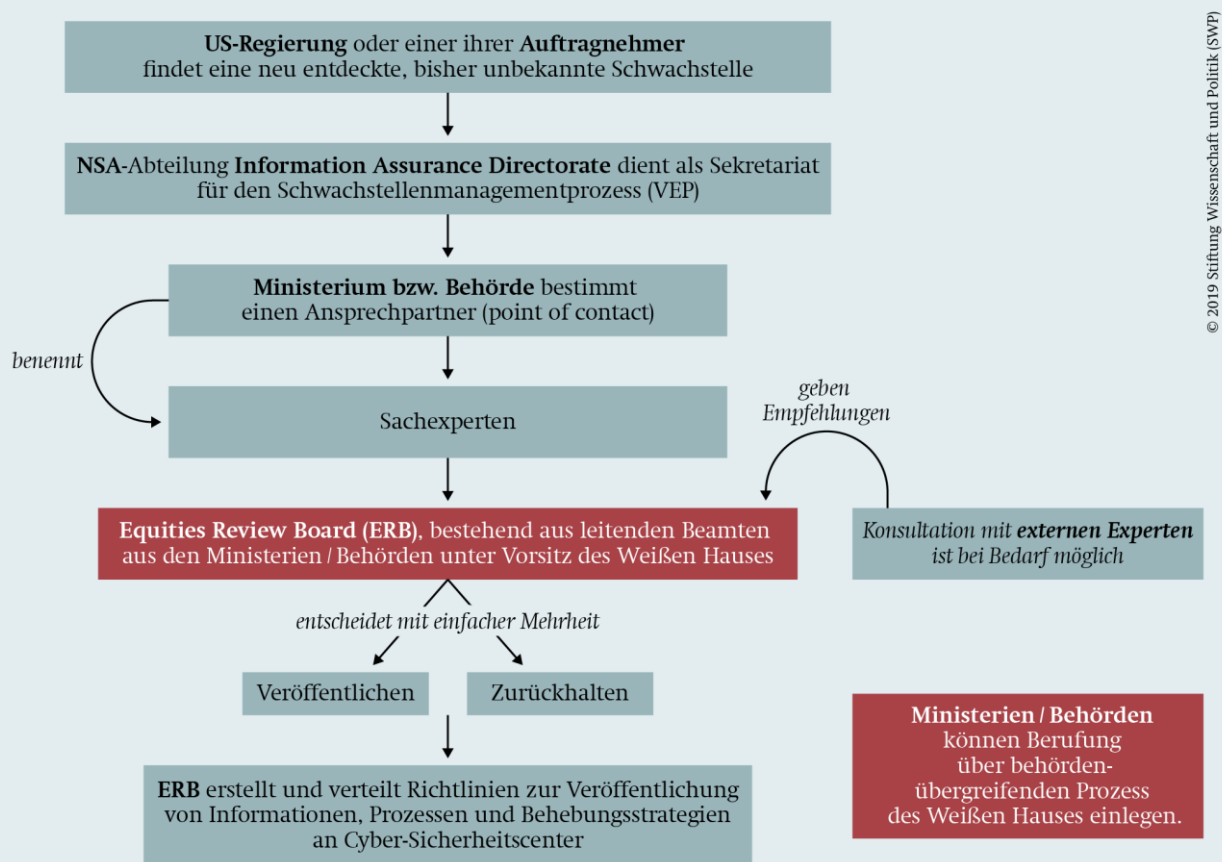 US-Regierung oder einer ihrer Auftragnehmer
findet eine neu entdeckte, bisher unbekannte Schwachstelle
NSA-Abteilung Information Assurance Directorate dient als Sekretariat
für den Schwachstellenmanagementprozess (VEP)
Ministerium bzw. Behörde bestimmt
einen Ansprechpartner (point of contact)
benennt
Sachexperten
geben
Empfehlungen
Equities Review Board (ERB), bestehend aus leitenden Beamten
aus den Ministerien / Behörden unter Vorsitz des Weißen Hauses
Konsultation mit externen Experten
ist bei Bedarf möglich
entscheidet mit einfacher Mehrheit
Veröffentlichen
Zurückhalten
ERB erstellt und verteilt Richtlinien zur Veröffentlichung
von Informationen, Prozessen und Behebungsstrategien
an Cyber-Sicherheitscenter
Ministerien / Behörden
können Berufung
über behörden-
übergreifenden Prozess
des Weißen Hauses einlegen.
© 2019 Stiftung Wissenschaft und Politik (SWP)